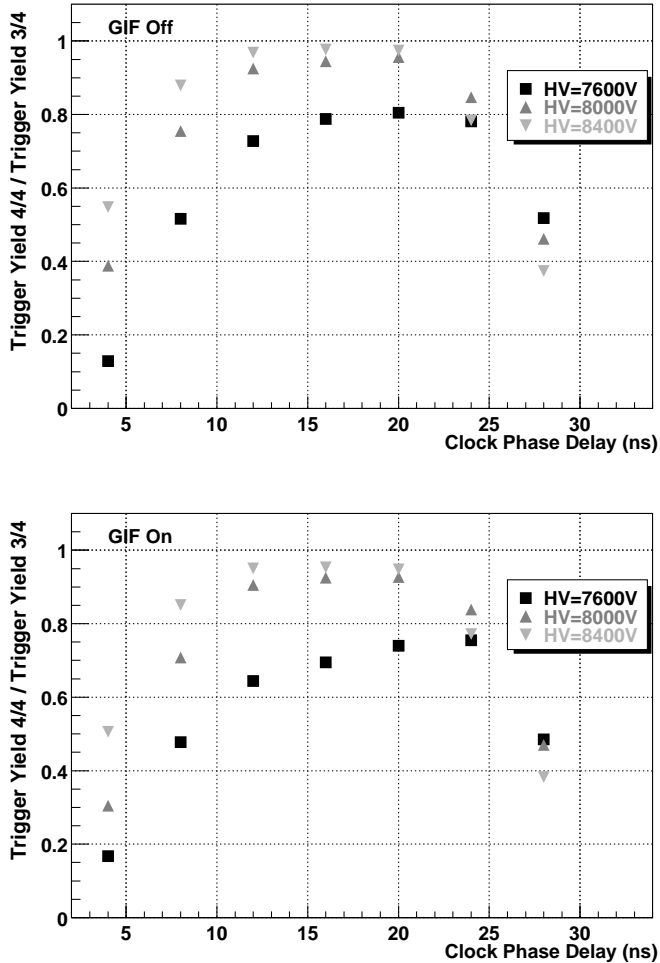 GIF Off
Trigger Yield 4/4 / Trigger Yield 3/4
1
0.8
0.6
0.4
0.2
0
HV=7600V
HV=8000V
HV=8400V
5 10 15 20 25 30
Clock Phase Delay (ns)
GIF On
Trigger Yield 4/4 / Trigger Yield 3/4
1
0.8
0.6
0.4
0.2
0
HV=7600V
HV=8000V
HV=8400V
5 10 15 20 25 30
Clock Phase Delay (ns)